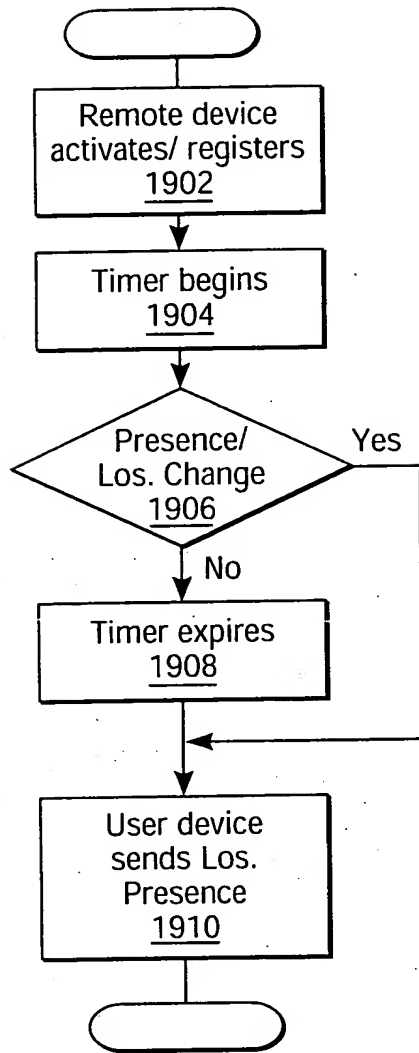 Remote device
activates/ registers
1902
Timer begins
1904
Presence/
Los. Change
1906
Yes
No
Timer expires
1908
User device
sends Los.
Presence
1910